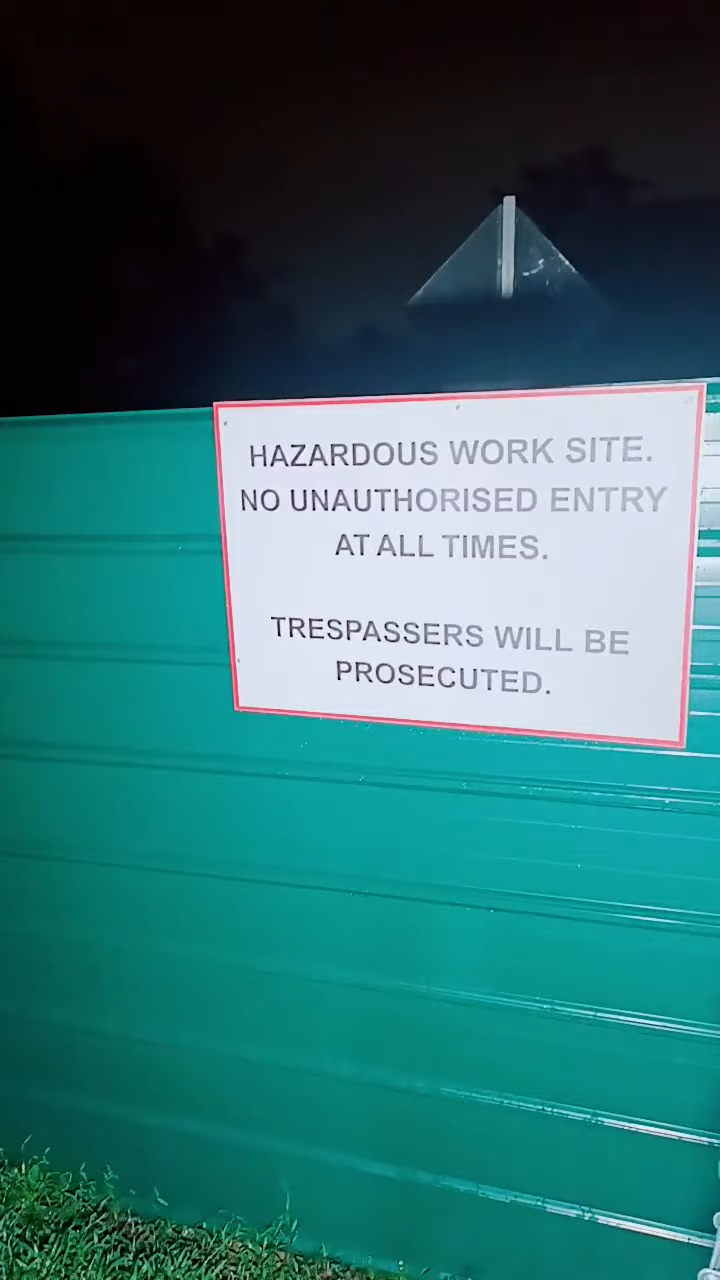 HAZARDOUS WORK SITE.
NO UNAUTHORISED ENTRY
AT ALL TIMES.
TRESPASSERS WILL BE
PROSECUTED.